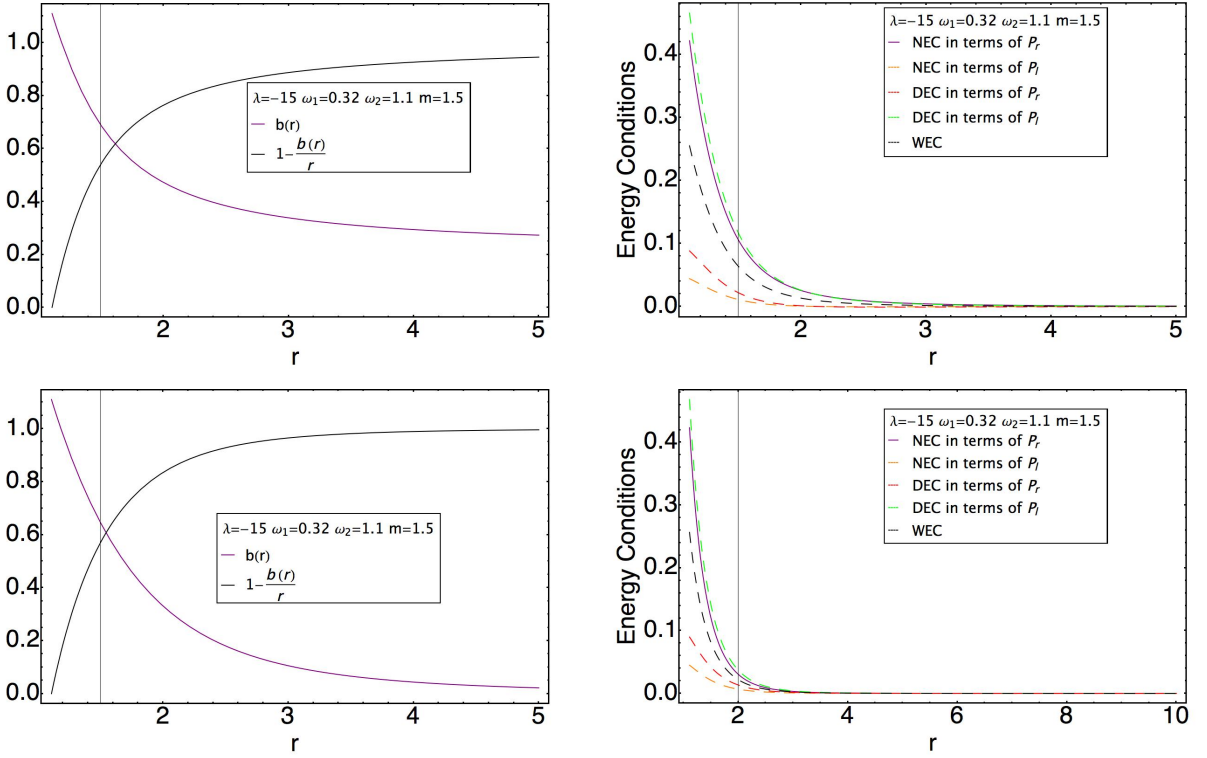 1.0
0.8
0.6
0.4
0.2
0.0
λ=−15 ω1=0.32 ω2=1.1 m=1.5
b(r)
1−b(r)/r
2 3 4 5
r
Energy Conditions
0.4
0.3
0.2
0.1
0.0
λ=−15 ω1=0.32 ω2=1.1 m=1.5
NEC in terms of Pr
NEC in terms of Pl
DEC in terms of Pr
DEC in terms of Pl
WEC
2 3 4 5
r
1.0
0.8
0.6
0.4
0.2
0.0
λ=−15 ω1=0.32 ω2=1.1 m=1.5
b(r)
1−b(r)/r
2 3 4 5
r
Energy Conditions
0.4
0.3
0.2
0.1
0.0
λ=−15 ω1=0.32 ω2=1.1 m=1.5
NEC in terms of Pr
NEC in terms of Pl
DEC in terms of Pr
DEC in terms of Pl
WEC
2 4 6 8 10
r